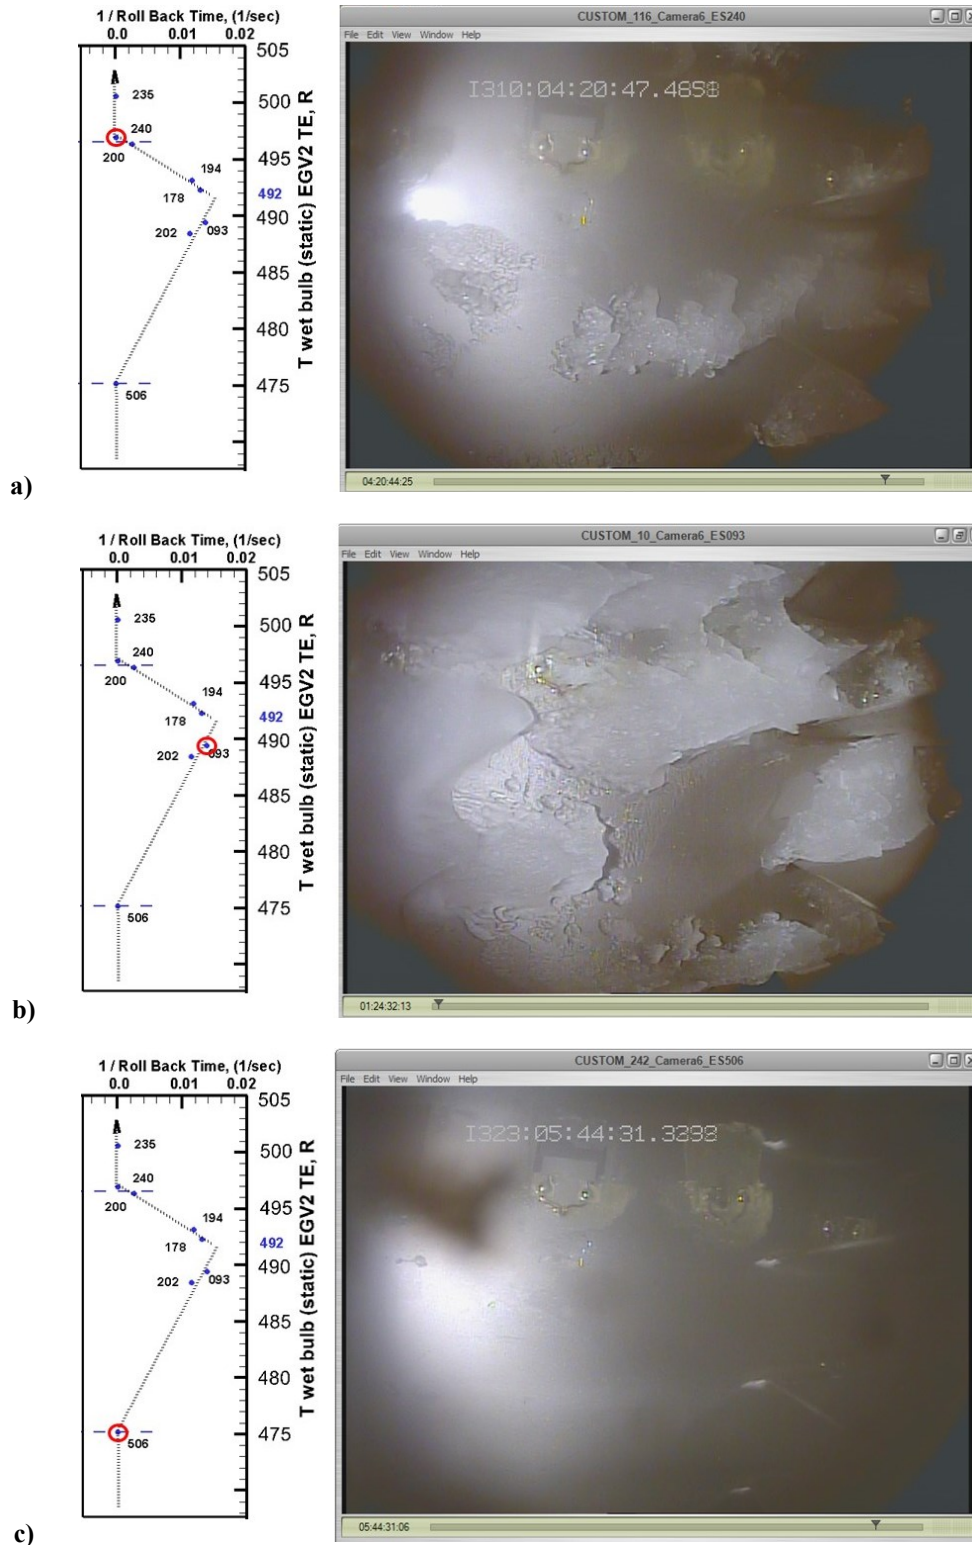 1 / Roll Back Time, (1/sec)
0.0 0.01 0.02
505
235
500
240
200
495
194
492
178
490
093
202
485
480
475
506
T wet bulb (static) EGV2 TE, R
a)
CUSTOM_116_Camera6_ES240
File Edit View Window Help
I310:04:20:47.4658
04:20:44:25
1 / Roll Back Time, (1/sec)
0.0 0.01 0.02
505
235
500
240
200
495
194
492
178
490
093
202
485
480
475
506
T wet bulb (static) EGV2 TE, R
b)
CUSTOM_10_Camera6_ES093
File Edit View Window Help
01:24:32:13
1 / Roll Back Time, (1/sec)
0.0 0.01 0.02
505
235
500
240
200
495
194
492
178
490
093
202
485
480
475
506
T wet bulb (static) EGV2 TE, R
c)
CUSTOM_242_Camera6_ES506
File Edit View Window Help
05:44:31:06